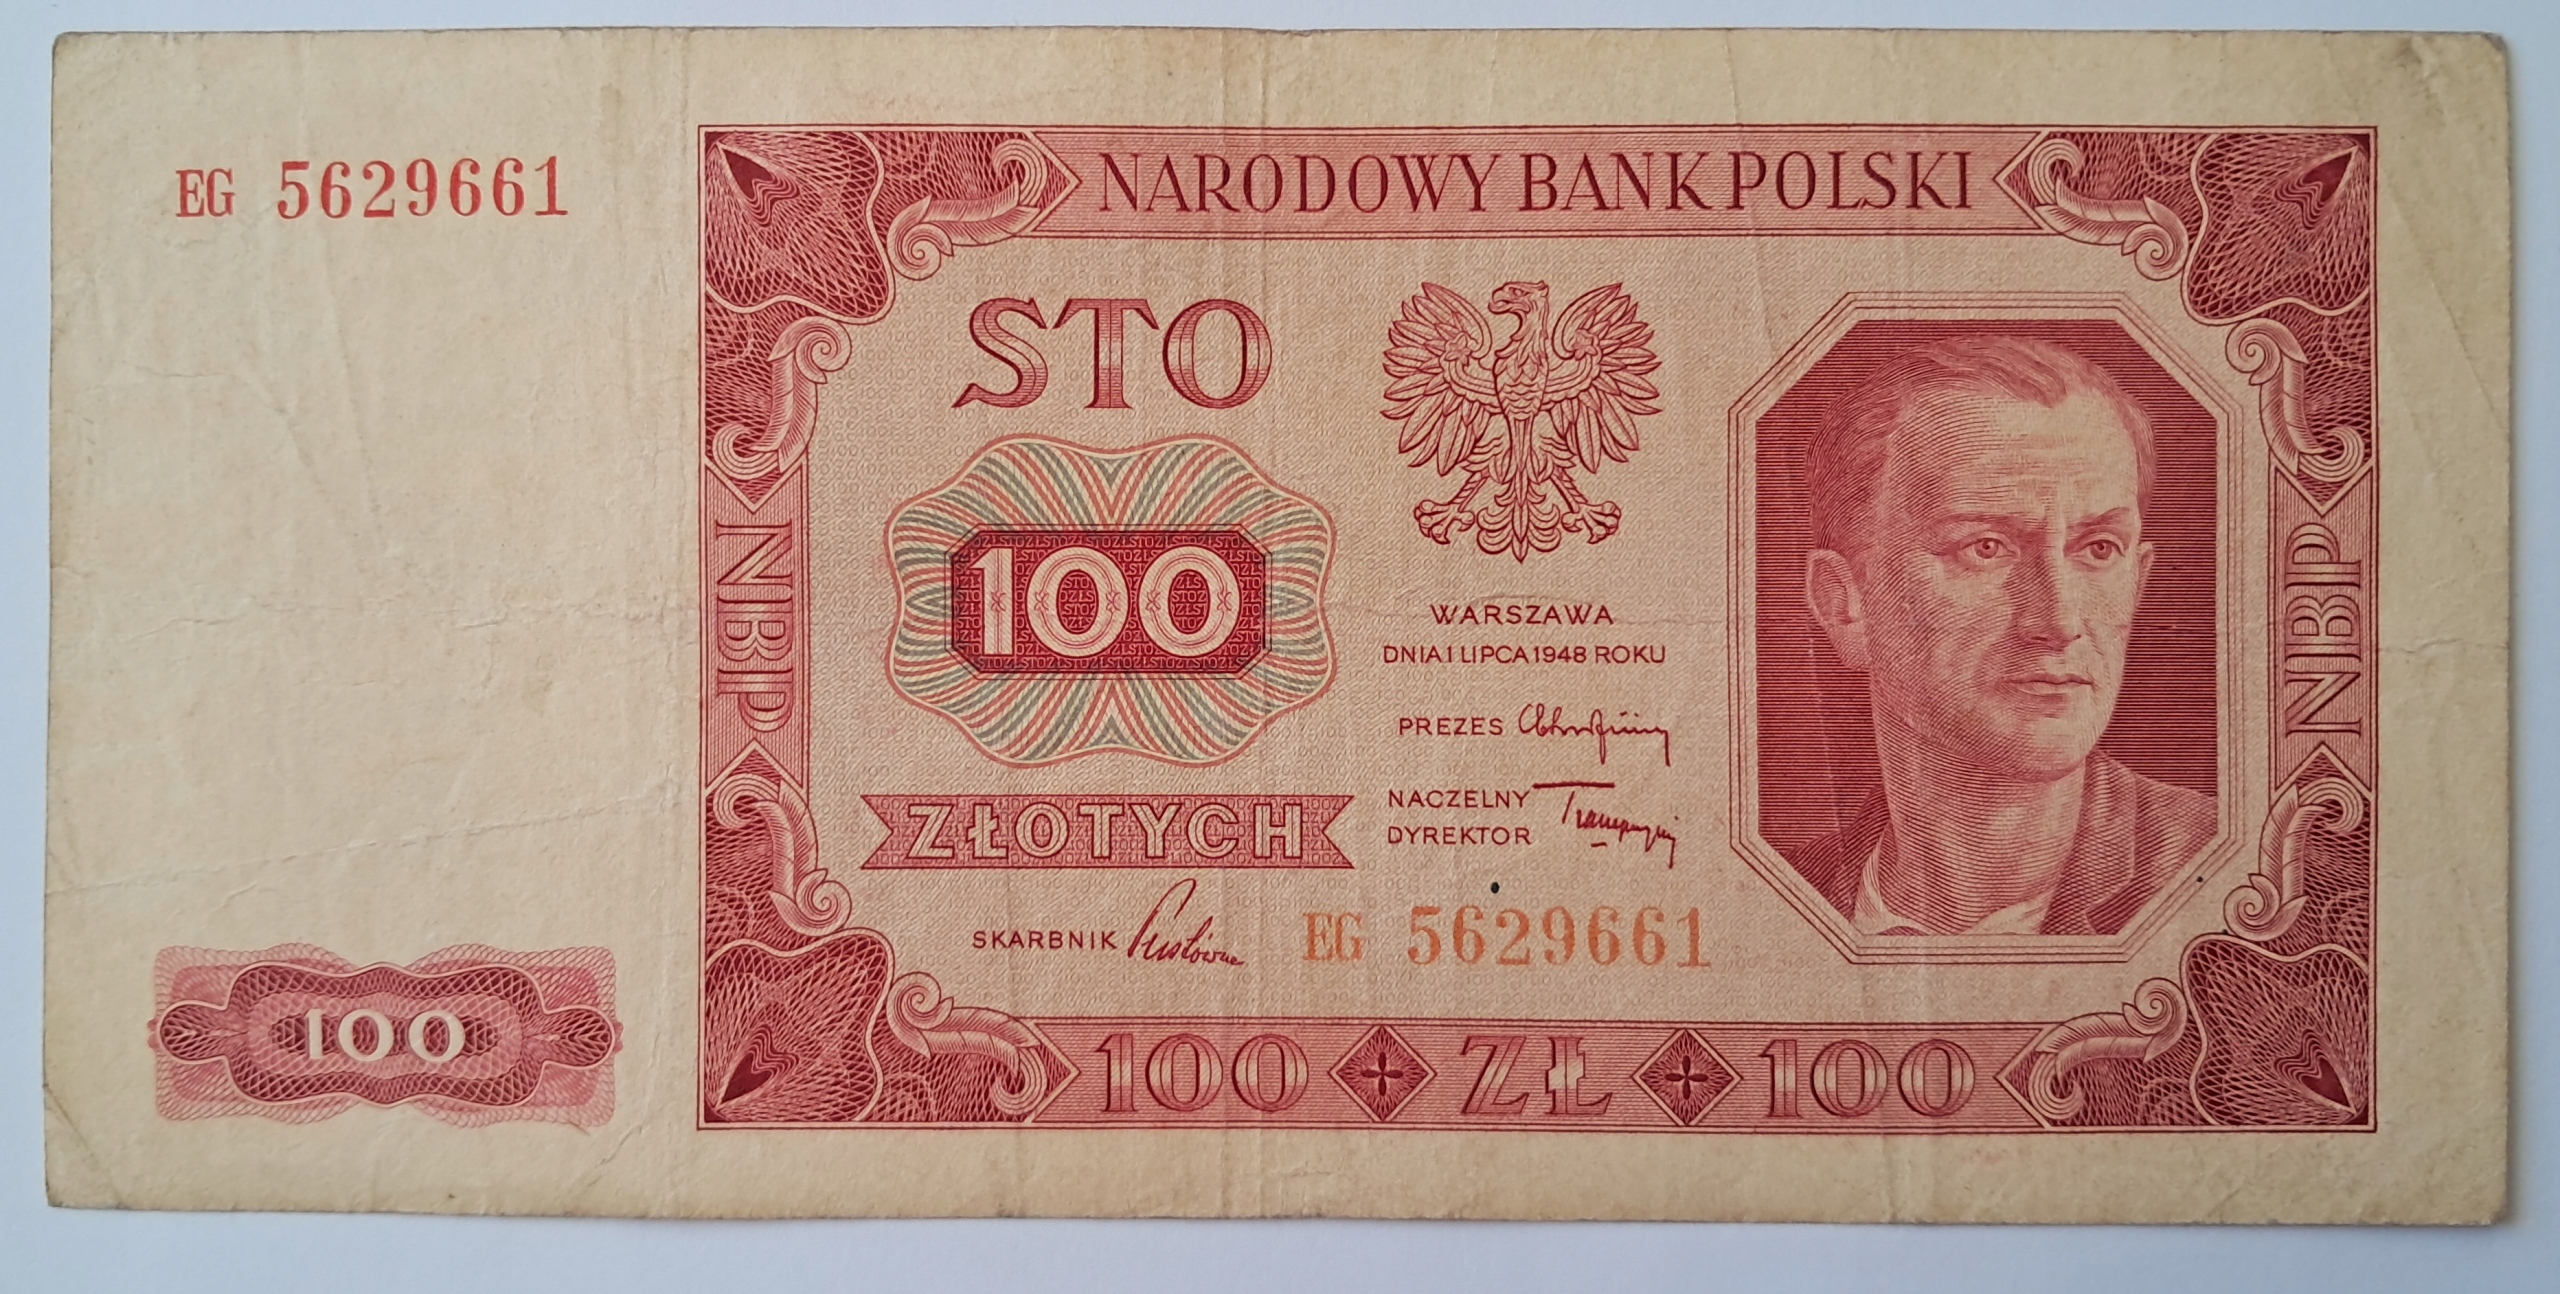 EG 5629661
NARODOWY BANK POLSKI
STO
100
ZŁOTYCH
WARSZAWA
DNIA 1 LIPCA 1948 ROKU
PREZES
NACZELNY
DYREKTOR
SKARBNIK
EG 5629661
NBP
NBP
100
100 ZŁ 100